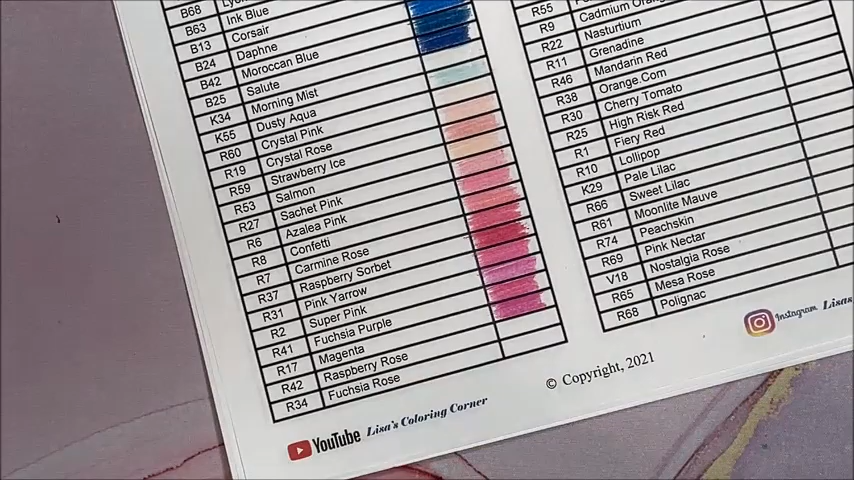 B68
B63 Ink Blue
B13 Corsair
B24 Daphne
B42 Moroccan Blue
B25 Salute
K34 Morning Mist
K55 Dusty Aqua
R60 Crystal Pink
R19 Crystal Rose
R59 Strawberry Ice
R53 Salmon
R27 Sachet Pink
R6 Azalea Pink
R8 Confetti
R7 Carmine Rose
R37 Raspberry Sorbet
R31 Pink Yarrow
R2 Super Pink
R41 Fuchsia Purple
R17 Magenta
R42 Raspberry Rose
R34 Fuchsia Rose
R55
R9 Cadmium
R22 Nasturtium
R11 Grenadine
R46 Mandarin Red
R38 Orange.Com
R30 Cherry Tomato
R25 High Risk Red
R1 Fiery Red
R10 Lollipop
K29 Pale Lilac
R66 Sweet Lilac
R61 Moonlite Mauve
R74 Peachskin
R69 Pink Nectar
V18 Nostalgia Rose
R65 Mesa Rose
R68 Polignac
YouTube Lisa's Coloring Corner
© Copyright, 2021
Instagram Lisas